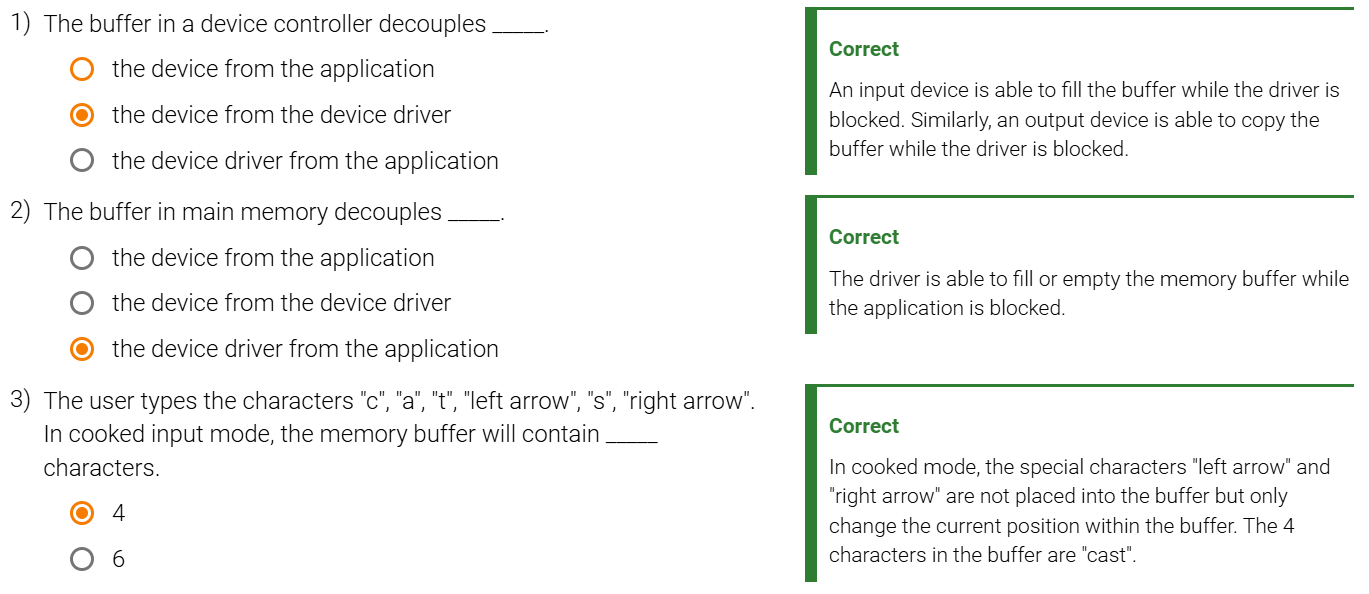 1) The buffer in a device controller decouples _____.
the device from the application
the device from the device driver
the device driver from the application
Correct
An input device is able to fill the buffer while the driver is
blocked. Similarly, an output device is able to copy the
buffer while the driver is blocked.
2) The buffer in main memory decouples _____.
the device from the application
the device from the device driver
the device driver from the application
Correct
The driver is able to fill or empty the memory buffer while
the application is blocked.
3) The user types the characters "c", "a", "t", "left arrow", "s", "right arrow".
In cooked input mode, the memory buffer will contain _____
characters.
4
6
Correct
In cooked mode, the special characters "left arrow" and
"right arrow" are not placed into the buffer but only
change the current position within the buffer. The 4
characters in the buffer are "cast".